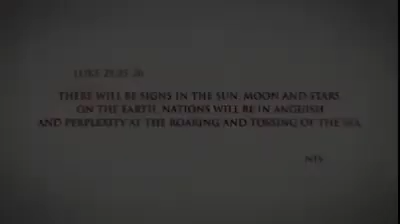 LUKE 21:25-26
THERE WILL BE SIGNS IN THE SUN, MOON AND STARS.
ON THE EARTH, NATIONS WILL BE IN ANGUISH
AND PERPLEXITY AT THE ROARING AND TOSSING OF THE SEA.
NIV